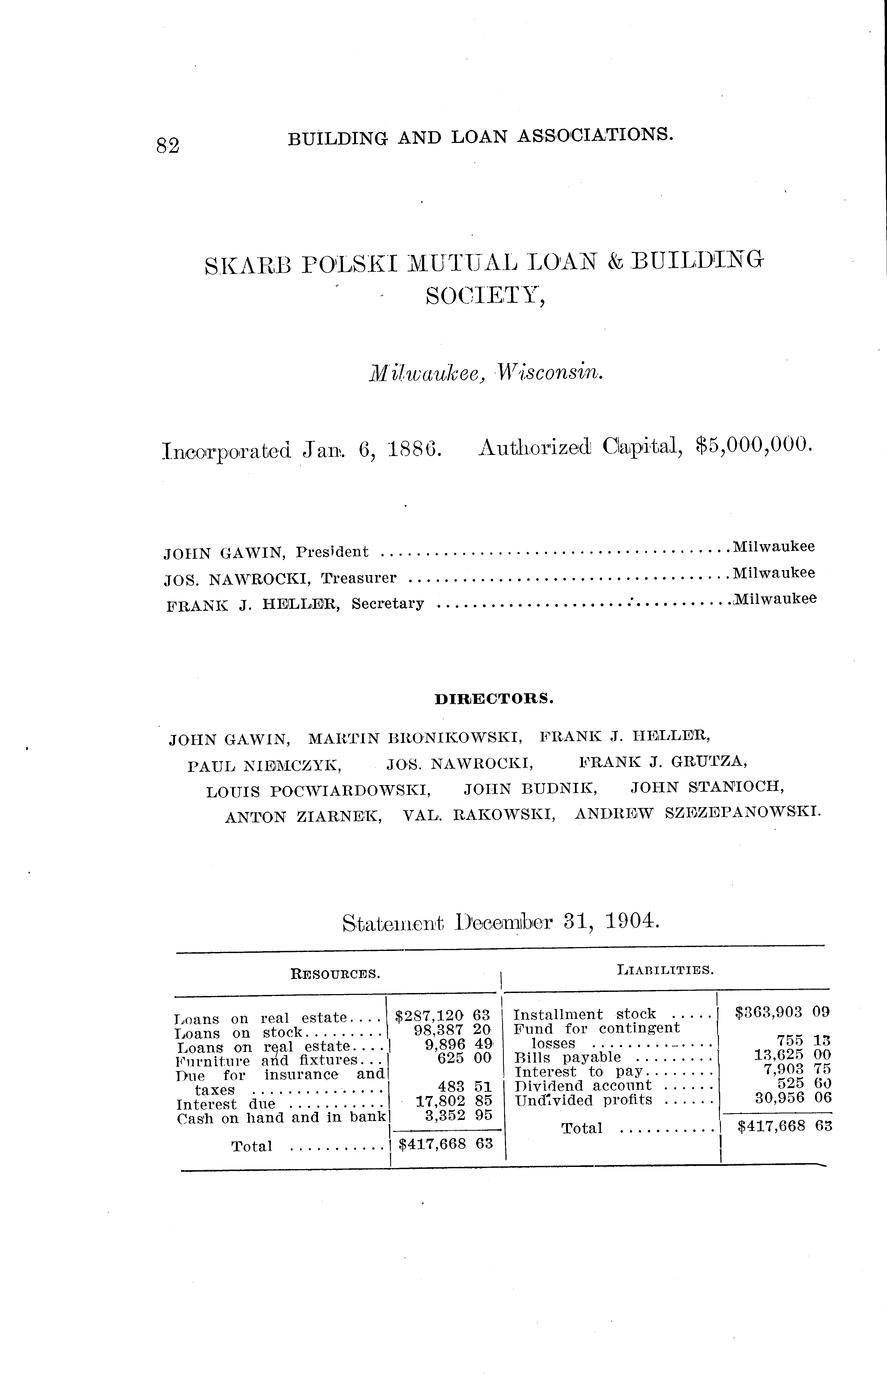 82
BUILDING AND LOAN ASSOCIATIONS.
SKARB POLSKI MUTUAL LOAN & BUILDING
SOCIETY,
Milwaukee, Wisconsin.
Incorporated Jan. 6, 1886. Authorized Capital, $5,000,000.
JOHN GAWIN, President ....................................... Milwaukee
JOS. NAWROCKI, Treasurer ................................... Milwaukee
FRANK J. HELLER, Secretary ................................. Milwaukee
DIRECTORS.
JOHN GAWIN, MARTIN BRONIKOWSKI, FRANK J. HELLER,
PAUL NIEMCZYK, JOS. NAWROCKI, FRANK J. GRUTZA,
LOUIS POCWIARDOWSKI, JOHN BUDNIK, JOHN STANIOCH,
ANTON ZIARNEK, VAL. RAKOWSKI, ANDREW SZEZEPANOWSKI.
Statement December 31, 1904.
RESOURCES.
Loans on real estate.... $287,120 63
Loans on stock......... 98,387 20
Loans on real estate.... 9,896 49
Furniture and fixtures... 625 00
Due for insurance and
taxes ............... 483 51
Interest due ........... 17,802 85
Cash on hand and in bank 3,352 95
Total ........... $417,668 63
LIABILITIES.
Installment stock ..... $363,903 09
Fund for contingent
losses .............. 755 13
Bills payable ......... 13,625 00
Interest to pay........ 7,903 75
Dividend account ...... 525 60
Undivided profits ...... 30,956 06
Total ........... $417,668 63